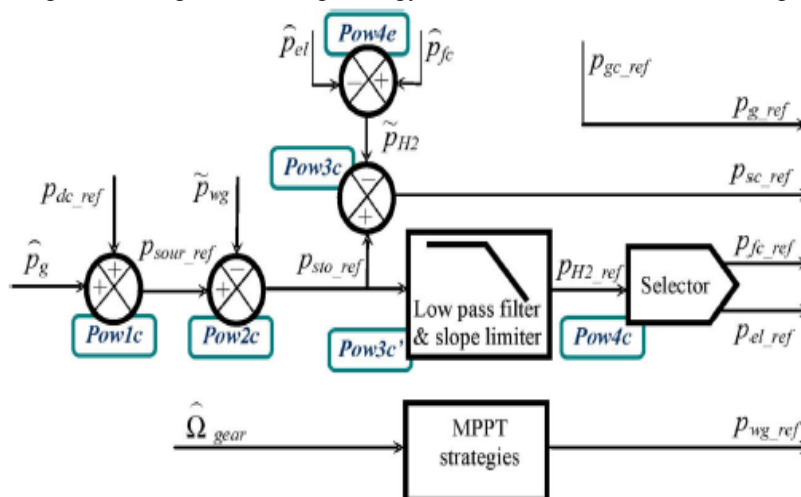 p̂el
Pow4e
p̂fc
− +
pgc_ref
pg_ref
p̃H2
Pow3c
−
+
psc_ref
pdc_ref
p̃wg
p̂g
+
+
psour_ref
−
+
psto_ref
Pow1c
Pow2c
Pow3c'
Low pass filter
& slope limiter
pH2_ref
Pow4c
Selector
pfc_ref
pel_ref
Ω̂gear
MPPT
strategies
pwg_ref